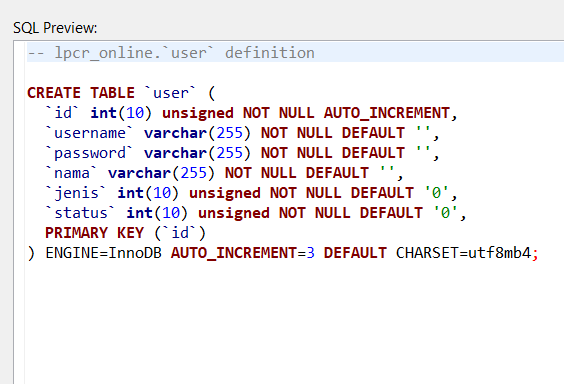 SQL Preview:
-- lpcr_online.`user` definition
CREATE TABLE `user` (
`id` int(10) unsigned NOT NULL AUTO_INCREMENT,
`username` varchar(255) NOT NULL DEFAULT '',
`password` varchar(255) NOT NULL DEFAULT '',
`nama` varchar(255) NOT NULL DEFAULT '',
`jenis` int(10) unsigned NOT NULL DEFAULT '0',
`status` int(10) unsigned NOT NULL DEFAULT '0',
PRIMARY KEY (`id`)
) ENGINE=InnoDB AUTO_INCREMENT=3 DEFAULT CHARSET=utf8mb4;